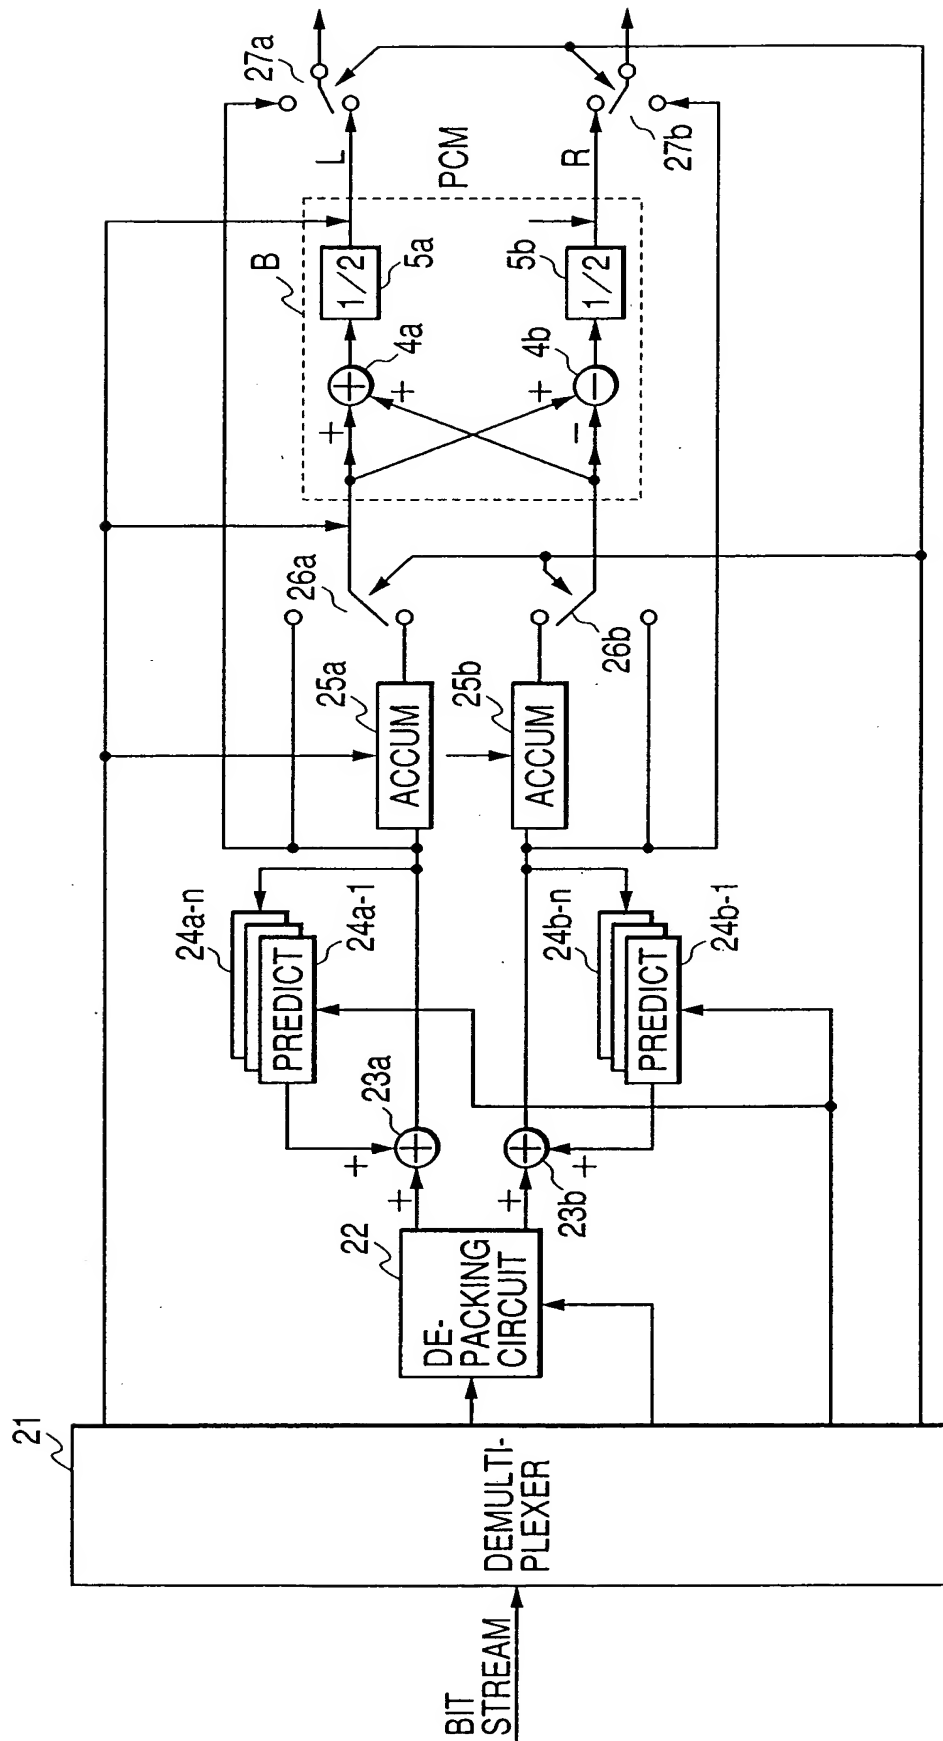 BIT
STREAM
21
DEMULTI-
PLEXER
22
DE-
PACKING
CIRCUIT
+
+
+
+
23a
23b
+
+
24a-n
24a-1
PREDICT
24b-n
24b-1
PREDICT
25a
ACCUM
25b
ACCUM
26a
26b
B
+
+
+
4a
1/2
5a
-
+
-
4b
1/2
5b
L
PCM
R
27a
27b